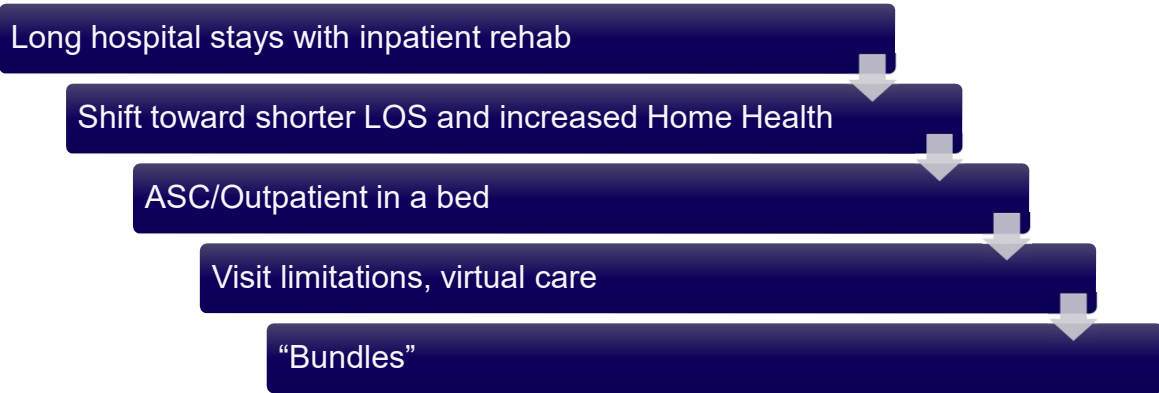 Long hospital stays with inpatient rehab
Shift toward shorter LOS and increased Home Health
ASC/Outpatient in a bed
Visit limitations, virtual care
“Bundles”